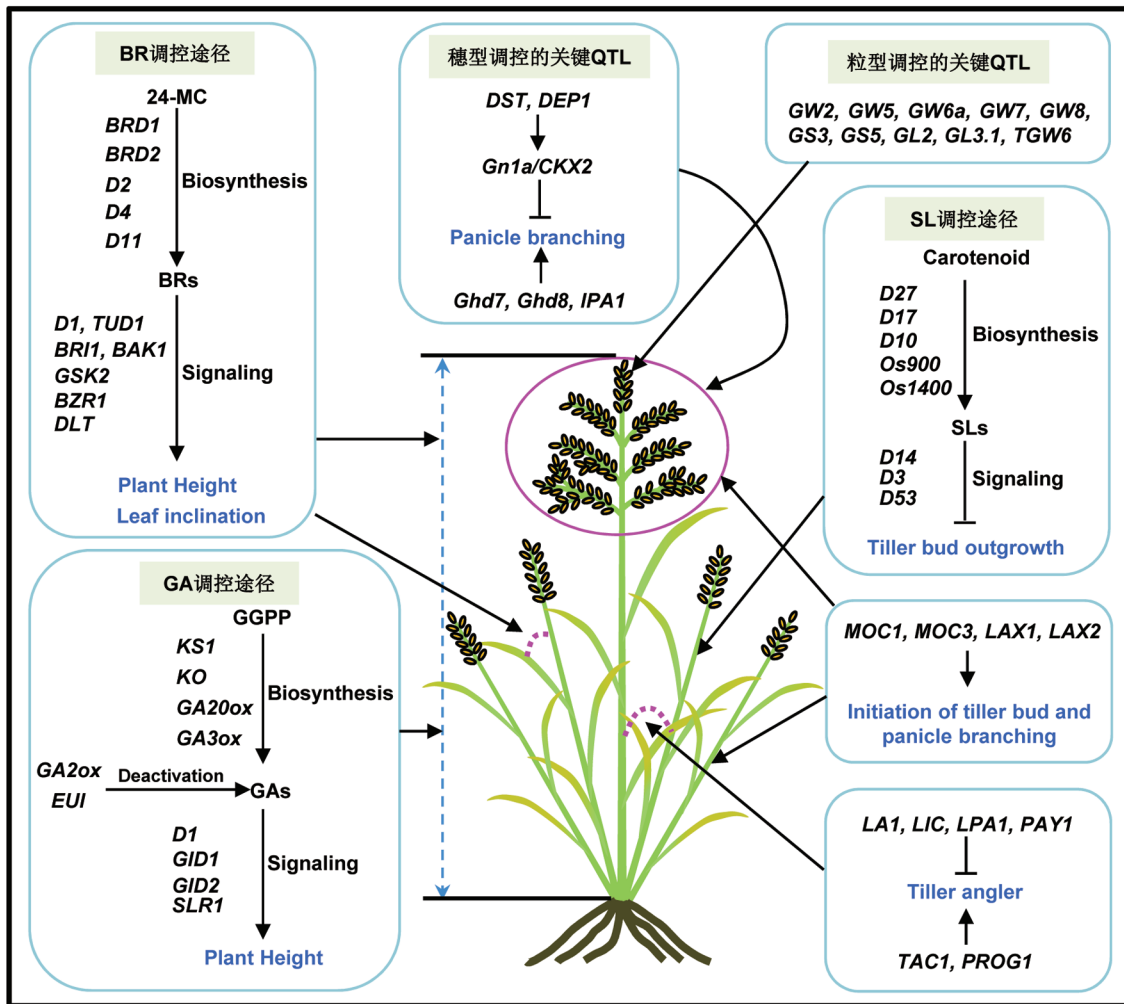 BR调控途径
24-MC
BRD1
BRD2
D2
D4
D11
Biosynthesis
BRs
D1, TUD1
BRI1, BAK1
GSK2
BZR1
DLT
Signaling
Plant Height
Leaf inclination
穗型调控的关键QTL
DST, DEP1
Gn1a/CKX2
Panicle branching
Ghd7, Ghd8, IPA1
粒型调控的关键QTL
GW2, GW5, GW6a, GW7, GW8,
GS3, GS5, GL2, GL3.1, TGW6
SL调控途径
Carotenoid
D27
D17
D10
Os900
Os1400
Biosynthesis
SLs
D14
D3
D53
Signaling
Tiller bud outgrowth
GA调控途径
GGPP
KS1
KO
GA20ox
GA3ox
Biosynthesis
GA2ox
EUI
Deactivation
GAs
D1
GID1
GID2
SLR1
Signaling
Plant Height
MOC1, MOC3, LAX1, LAX2
Initiation of tiller bud and
panicle branching
LA1, LIC, LPA1, PAY1
Tiller angler
TAC1, PROG1